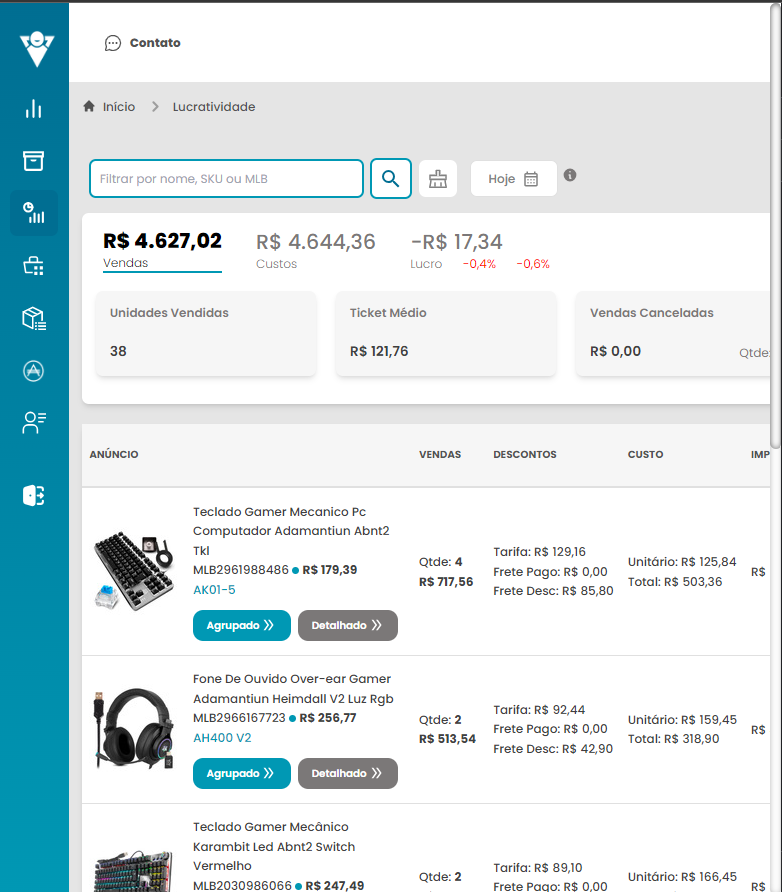 Contato
Início > Lucratividade
Filtrar por nome, SKU ou MLB
Hoje
R$ 4.627,02 R$ 4.644,36 -R$ 17,34
Vendas Custos Lucro -0,4% -0,6%
Unidades Vendidas Ticket Médio Vendas Canceladas
38 R$ 121,76 R$ 0,00 Qtde:
ANÚNCIO VENDAS DESCONTOS CUSTO IMP
Teclado Gamer Mecanico Pc
Computador Adamantiun Abnt2
Tkl
MLB2961988486 ● R$ 179,39
AK01-5
Agrupado Detalhado
Qtde: 4
R$ 717,56
Tarifa: R$ 129,16
Frete Pago: R$ 0,00
Frete Desc: R$ 85,80
Unitário: R$ 125,84
Total: R$ 503,36
R$
Fone De Ouvido Over-ear Gamer
Adamantiun Heimdall V2 Luz Rgb
MLB2966167723 ● R$ 256,77
AH400 V2
Agrupado Detalhado
Qtde: 2
R$ 513,54
Tarifa: R$ 92,44
Frete Pago: R$ 0,00
Frete Desc: R$ 42,90
Unitário: R$ 159,45
Total: R$ 318,90
R$
Teclado Gamer Mecânico
Karambit Led Abnt2 Switch
Vermelho
MLB2030986066 ● R$ 247,49
Qtde: 2
Tarifa: R$ 89,10
Frete Pago: R$ 0,00
Unitário: R$ 166,45
R$